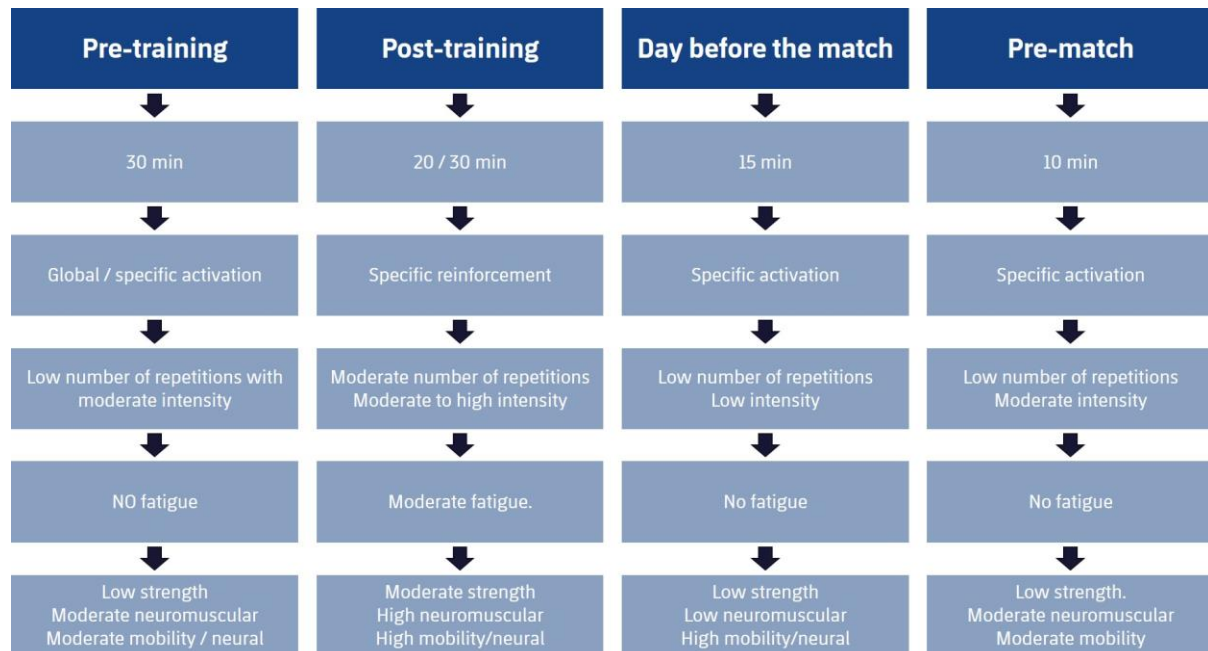 Pre-training
Post-training
Day before the match
Pre-match
30 min
20 / 30 min
15 min
10 min
Global / specific activation
Specific reinforcement
Specific activation
Specific activation
Low number of repetitions with
moderate intensity
Moderate number of repetitions
Moderate to high intensity
Low number of repetitions
Low intensity
Low number of repetitions
Moderate intensity
NO fatigue
Moderate fatigue.
No fatigue
No fatigue
Low strength
Moderate neuromuscular
Moderate mobility / neural
Moderate strength
High neuromuscular
High mobility/neural
Low strength
Low neuromuscular
High mobility/neural
Low strength.
Moderate neuromuscular
Moderate mobility